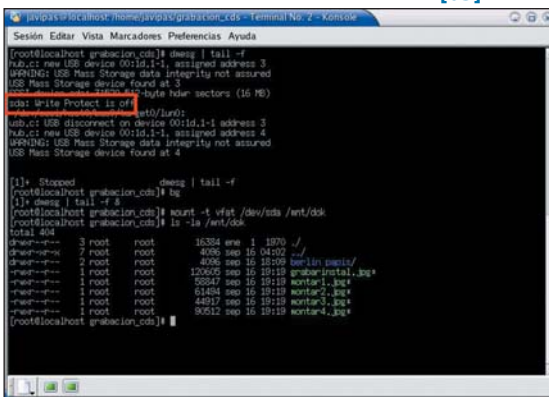 javipas@localhost: /home/javipas/grabacion_cds - Terminal No. 2 - Konsole
Sesión Editar Vista Marcadores Preferencias Ayuda
[root@localhost grabacion_cds]# dmesg | tail -f
hub.c: new USB device 00:1d.1-1, assigned address 3
WARNING: USB Mass Storage data integrity not assured
USB Mass Storage device found at 3
512-byte hdwr sectors (16 MB)
sda: Write Protect is off
usb.c: USB disconnect on device 00:1d.1-1 address 3
hub.c: new USB device 00:1d.1-1, assigned address 4
WARNING: USB Mass Storage data integrity not assured
USB Mass Storage device found at 4
[1]+ Stopped dmesg | tail -f
[root@localhost grabacion_cds]# bg
[1]+ dmesg | tail -f &
[root@localhost grabacion_cds]# mount -t vfat /dev/sda /mnt/dok
[root@localhost grabacion_cds]# ls -la /mnt/dok
total 404
drwxr--r-- 3 root root 16384 ene 1 1970 ./
drwxr-xr-x 7 root root 4096 sep 16 04:02 ../
drwxr--r-- 2 root root 4096 sep 16 18:09 berlin papis/
-rwxr--r-- 1 root root 120605 sep 16 19:19 grabarinstal.jpg*
-rwxr--r-- 1 root root 58847 sep 16 19:19 montar1.jpg*
-rwxr--r-- 1 root root 61494 sep 16 19:19 montar2.jpg*
-rwxr--r-- 1 root root 44917 sep 16 19:19 montar3.jpg*
-rwxr--r-- 1 root root 90512 sep 16 19:19 montar4.jpg*
[root@localhost grabacion_cds]#